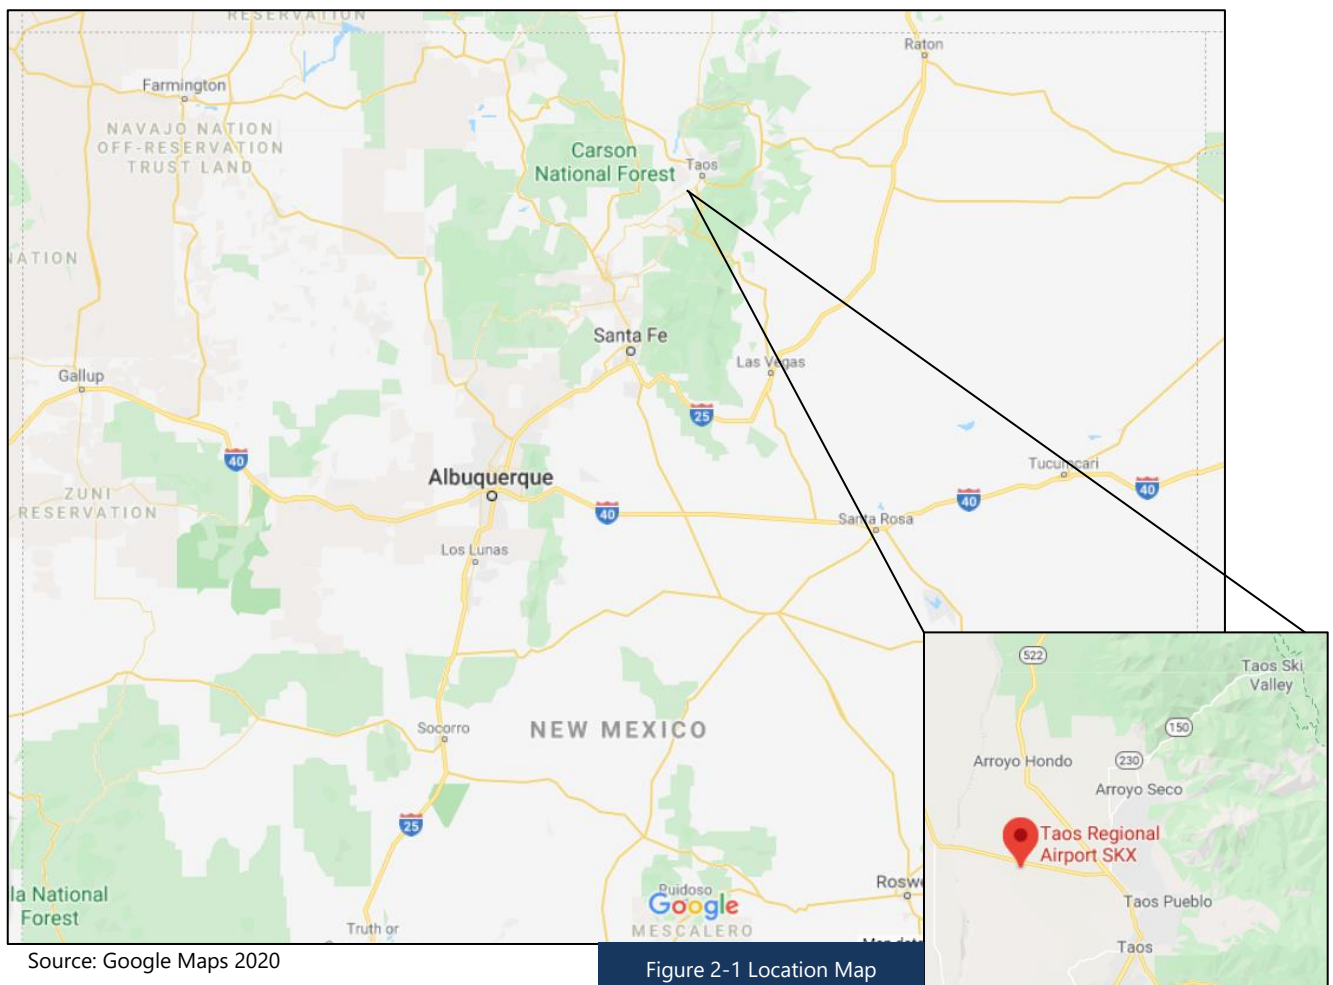 RESERVATION
Raton
Farmington
NAVAJO NATION
OFF-RESERVATION
TRUST LAND
Carson
National Forest
Taos
NATION
Santa Fe
Las Vegas
Gallup
25
40
Tucumcari
Albuquerque
40
40
40
ZUNI
RESERVATION
Santa Rosa
Los Lunas
522
Taos Ski
Valley
Socorro
NEW MEXICO
150
Arroyo Hondo
230
Arroyo Seco
25
Taos Regional
Airport SKX
la National
Forest
Ruidoso
Rosw
Google
Taos Pueblo
Truth or
MESCALERO
Taos
Source: Google Maps 2020
Figure 2-1 Location Map